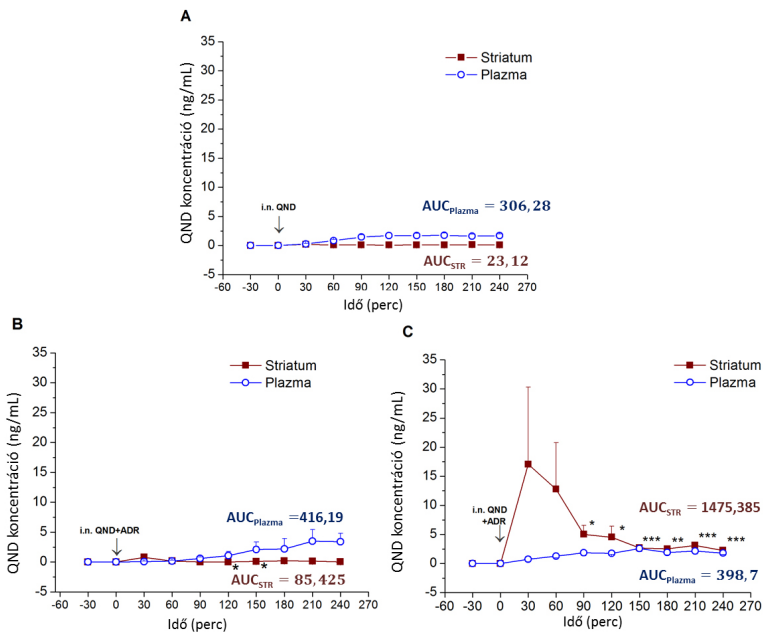 A
35
30
25
20
15
10
5
0
-5
QND koncentráció (ng/mL)
Striatum
Plazma
i.n. QND
AUCPlazma = 306,28
AUCSTR = 23,12
-60 -30 0 30 60 90 120 150 180 210 240 270
Idő (perc)
B
35
30
25
20
15
10
5
0
-5
QND koncentráció (ng/mL)
Striatum
Plazma
i.n. QND+ADR
AUCPlazma =416,19
* *
AUCSTR = 85,425
-60 -30 0 30 60 90 120 150 180 210 240 270
Idő (perc)
C
35
30
25
20
15
10
5
0
-5
QND koncentráció (ng/mL)
Striatum
Plazma
i.n. QND
+ADR
AUCSTR = 1475,385
* * *** ** *** ***
AUCPlazma = 398,7
-60 -30 0 30 60 90 120 150 180 210 240 270
Idő (perc)